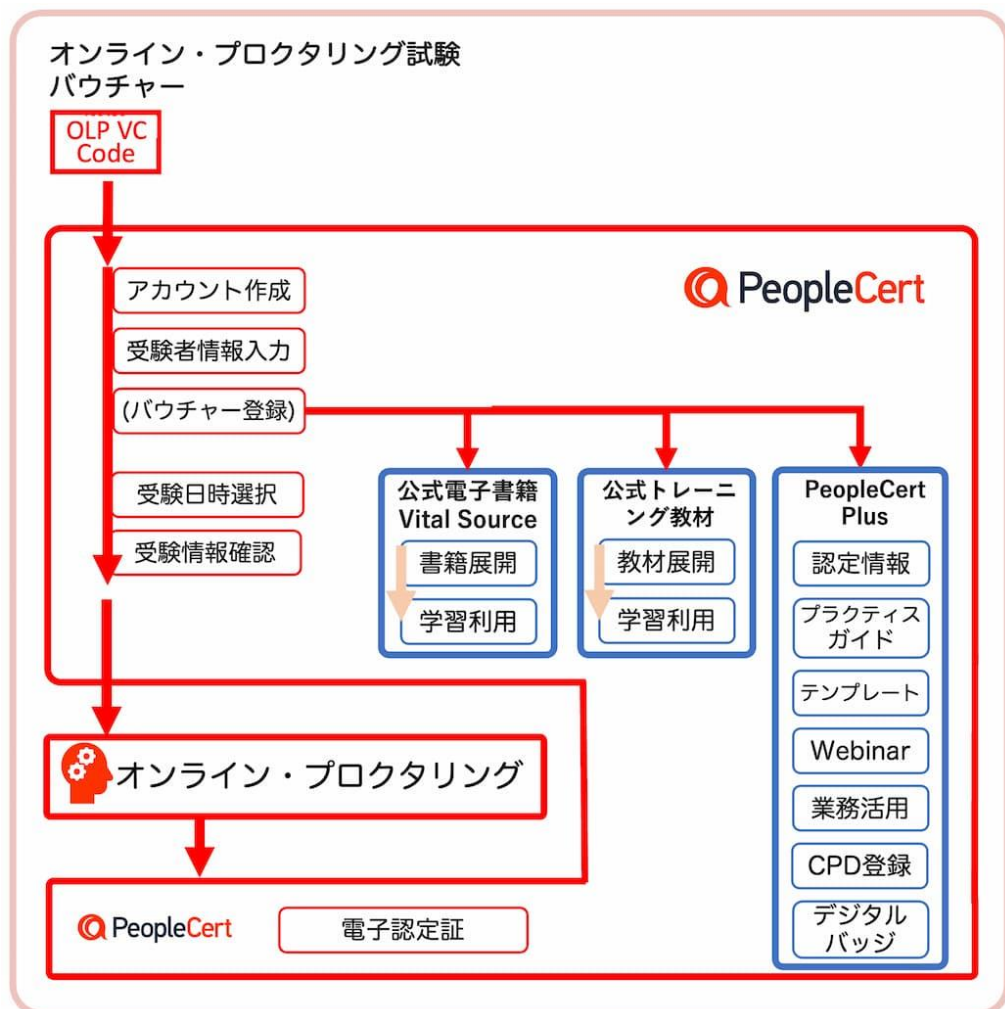 オンライン・プロクタリング試験
バウチャー
OLP VC
Code
PeopleCert
アカウント作成
受験者情報入力
(バウチャー登録)
受験日時選択
受験情報確認
公式電子書籍
Vital Source
書籍展開
学習利用
公式トレーニ
ング教材
教材展開
学習利用
PeopleCert
Plus
認定情報
プラクティス
ガイド
テンプレート
Webinar
業務活用
CPD登録
デジタル
バッジ
オンライン・プロクタリング
PeopleCert
電子認定証